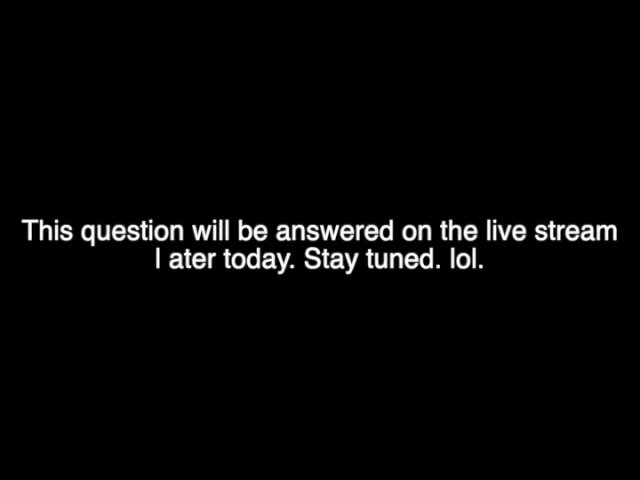 This question will be answered on the live stream
l ater today. Stay tuned. lol.